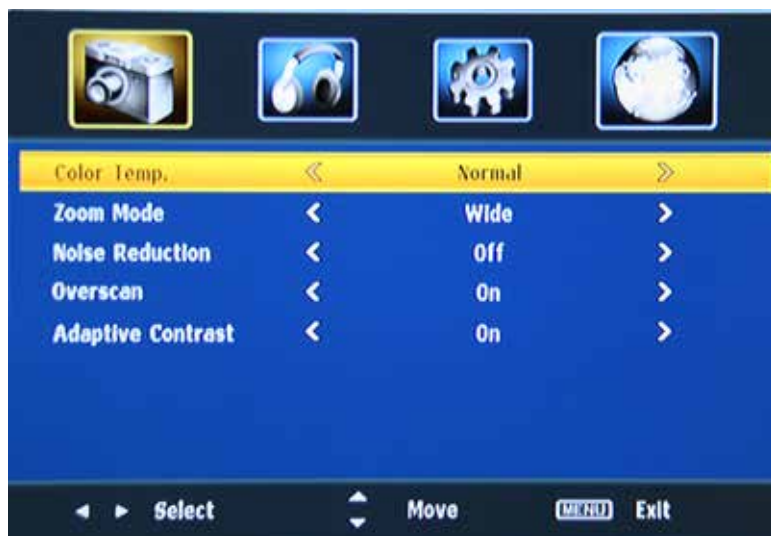 Color Temp. Normal
Zoom Mode Wide
Noise Reduction Off
Overscan On
Adaptive Contrast On
Select Move MENU Exit